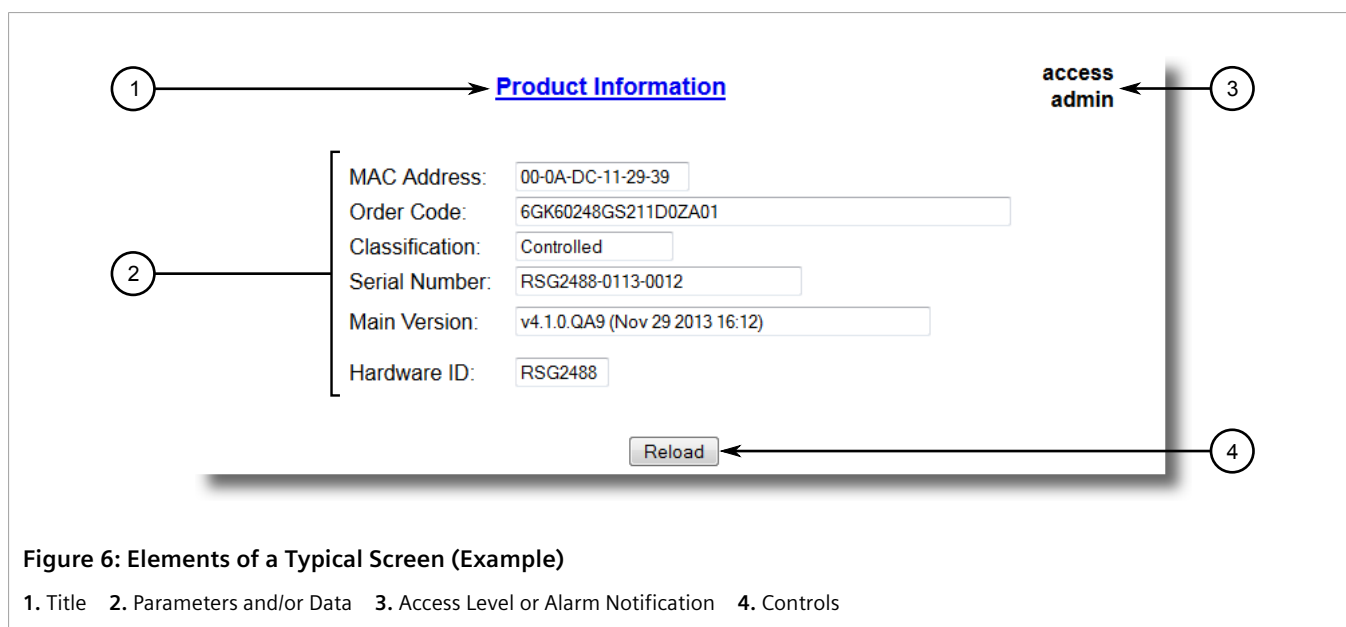 1
Product Information
access
admin
3
MAC Address: 00-0A-DC-11-29-39
Order Code: 6GK60248GS211D0ZA01
Classification: Controlled
2
Serial Number: RSG2488-0113-0012
Main Version: v4.1.0.QA9 (Nov 29 2013 16:12)
Hardware ID: RSG2488
Reload
4
Figure 6: Elements of a Typical Screen (Example)
1. Title 2. Parameters and/or Data 3. Access Level or Alarm Notification 4. Controls